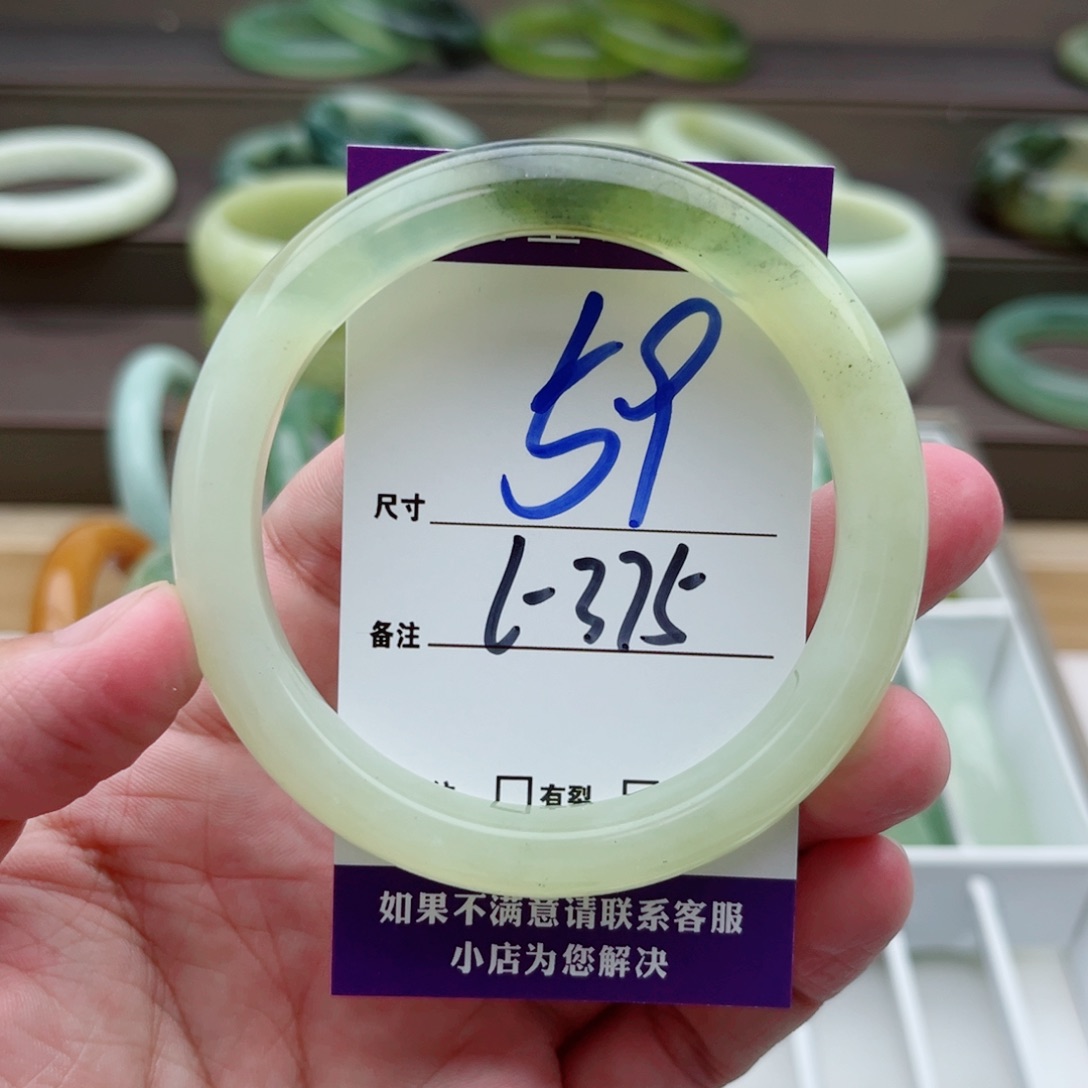 尺寸 59
备注 t-375
有裂
如果不满意请联系客服
小店为您解决